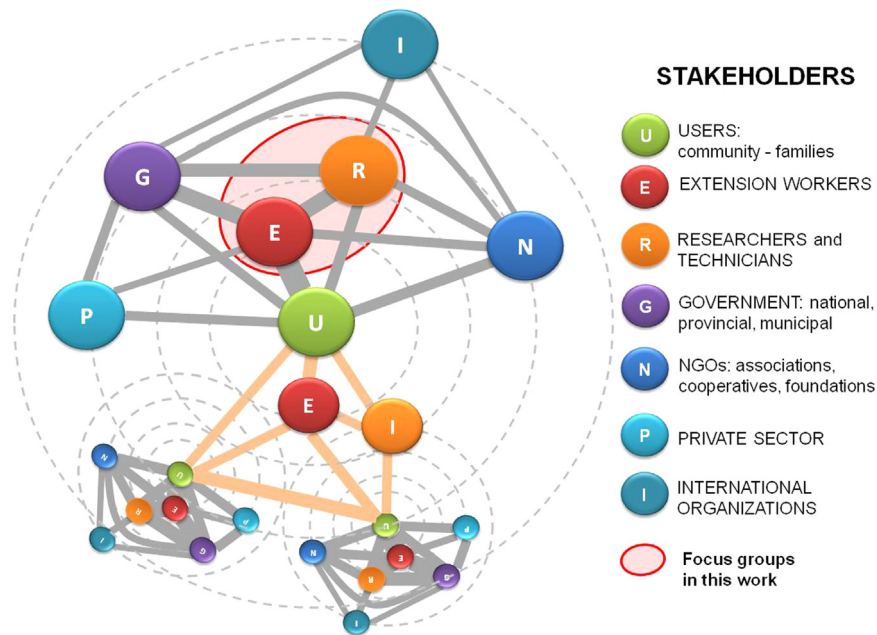 I
STAKEHOLDERS
U
USERS:
community - families
G
R
E
EXTENSION WORKERS
E
N
R
RESEARCHERS and
TECHNICIANS
P
U
G
GOVERNMENT: national,
provincial, municipal
E
I
N
NGOs: associations,
cooperatives, foundations
P
PRIVATE SECTOR
N
U
R
E
P
I
G
I
INTERNATIONAL
ORGANIZATIONS
U
P
N
E
R
G
I
Focus groups
in this work